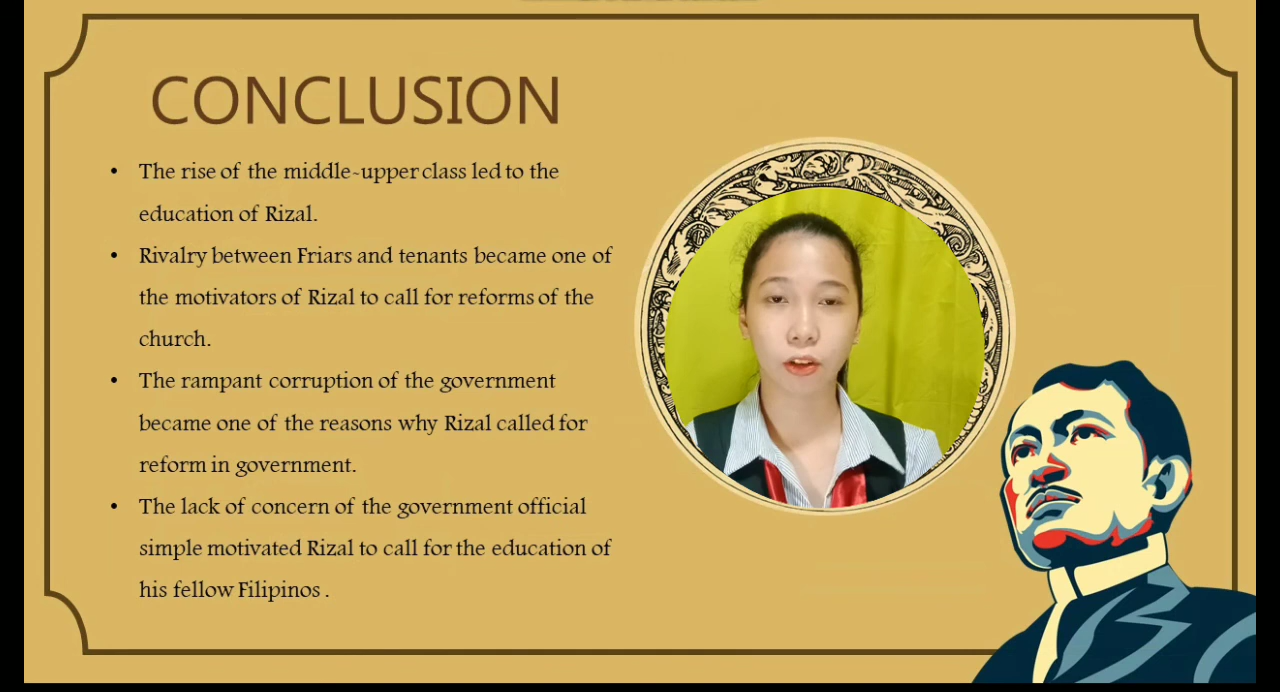 CONCLUSION
• The rise of the middle-upper class led to the
education of Rizal.
• Rivalry between Friars and tenants became one of
the motivators of Rizal to call for reforms of the
church.
• The rampant corruption of the government
became one of the reasons why Rizal called for
reform in government.
• The lack of concern of the government official
simple motivated Rizal to call for the education of
his fellow Filipinos .